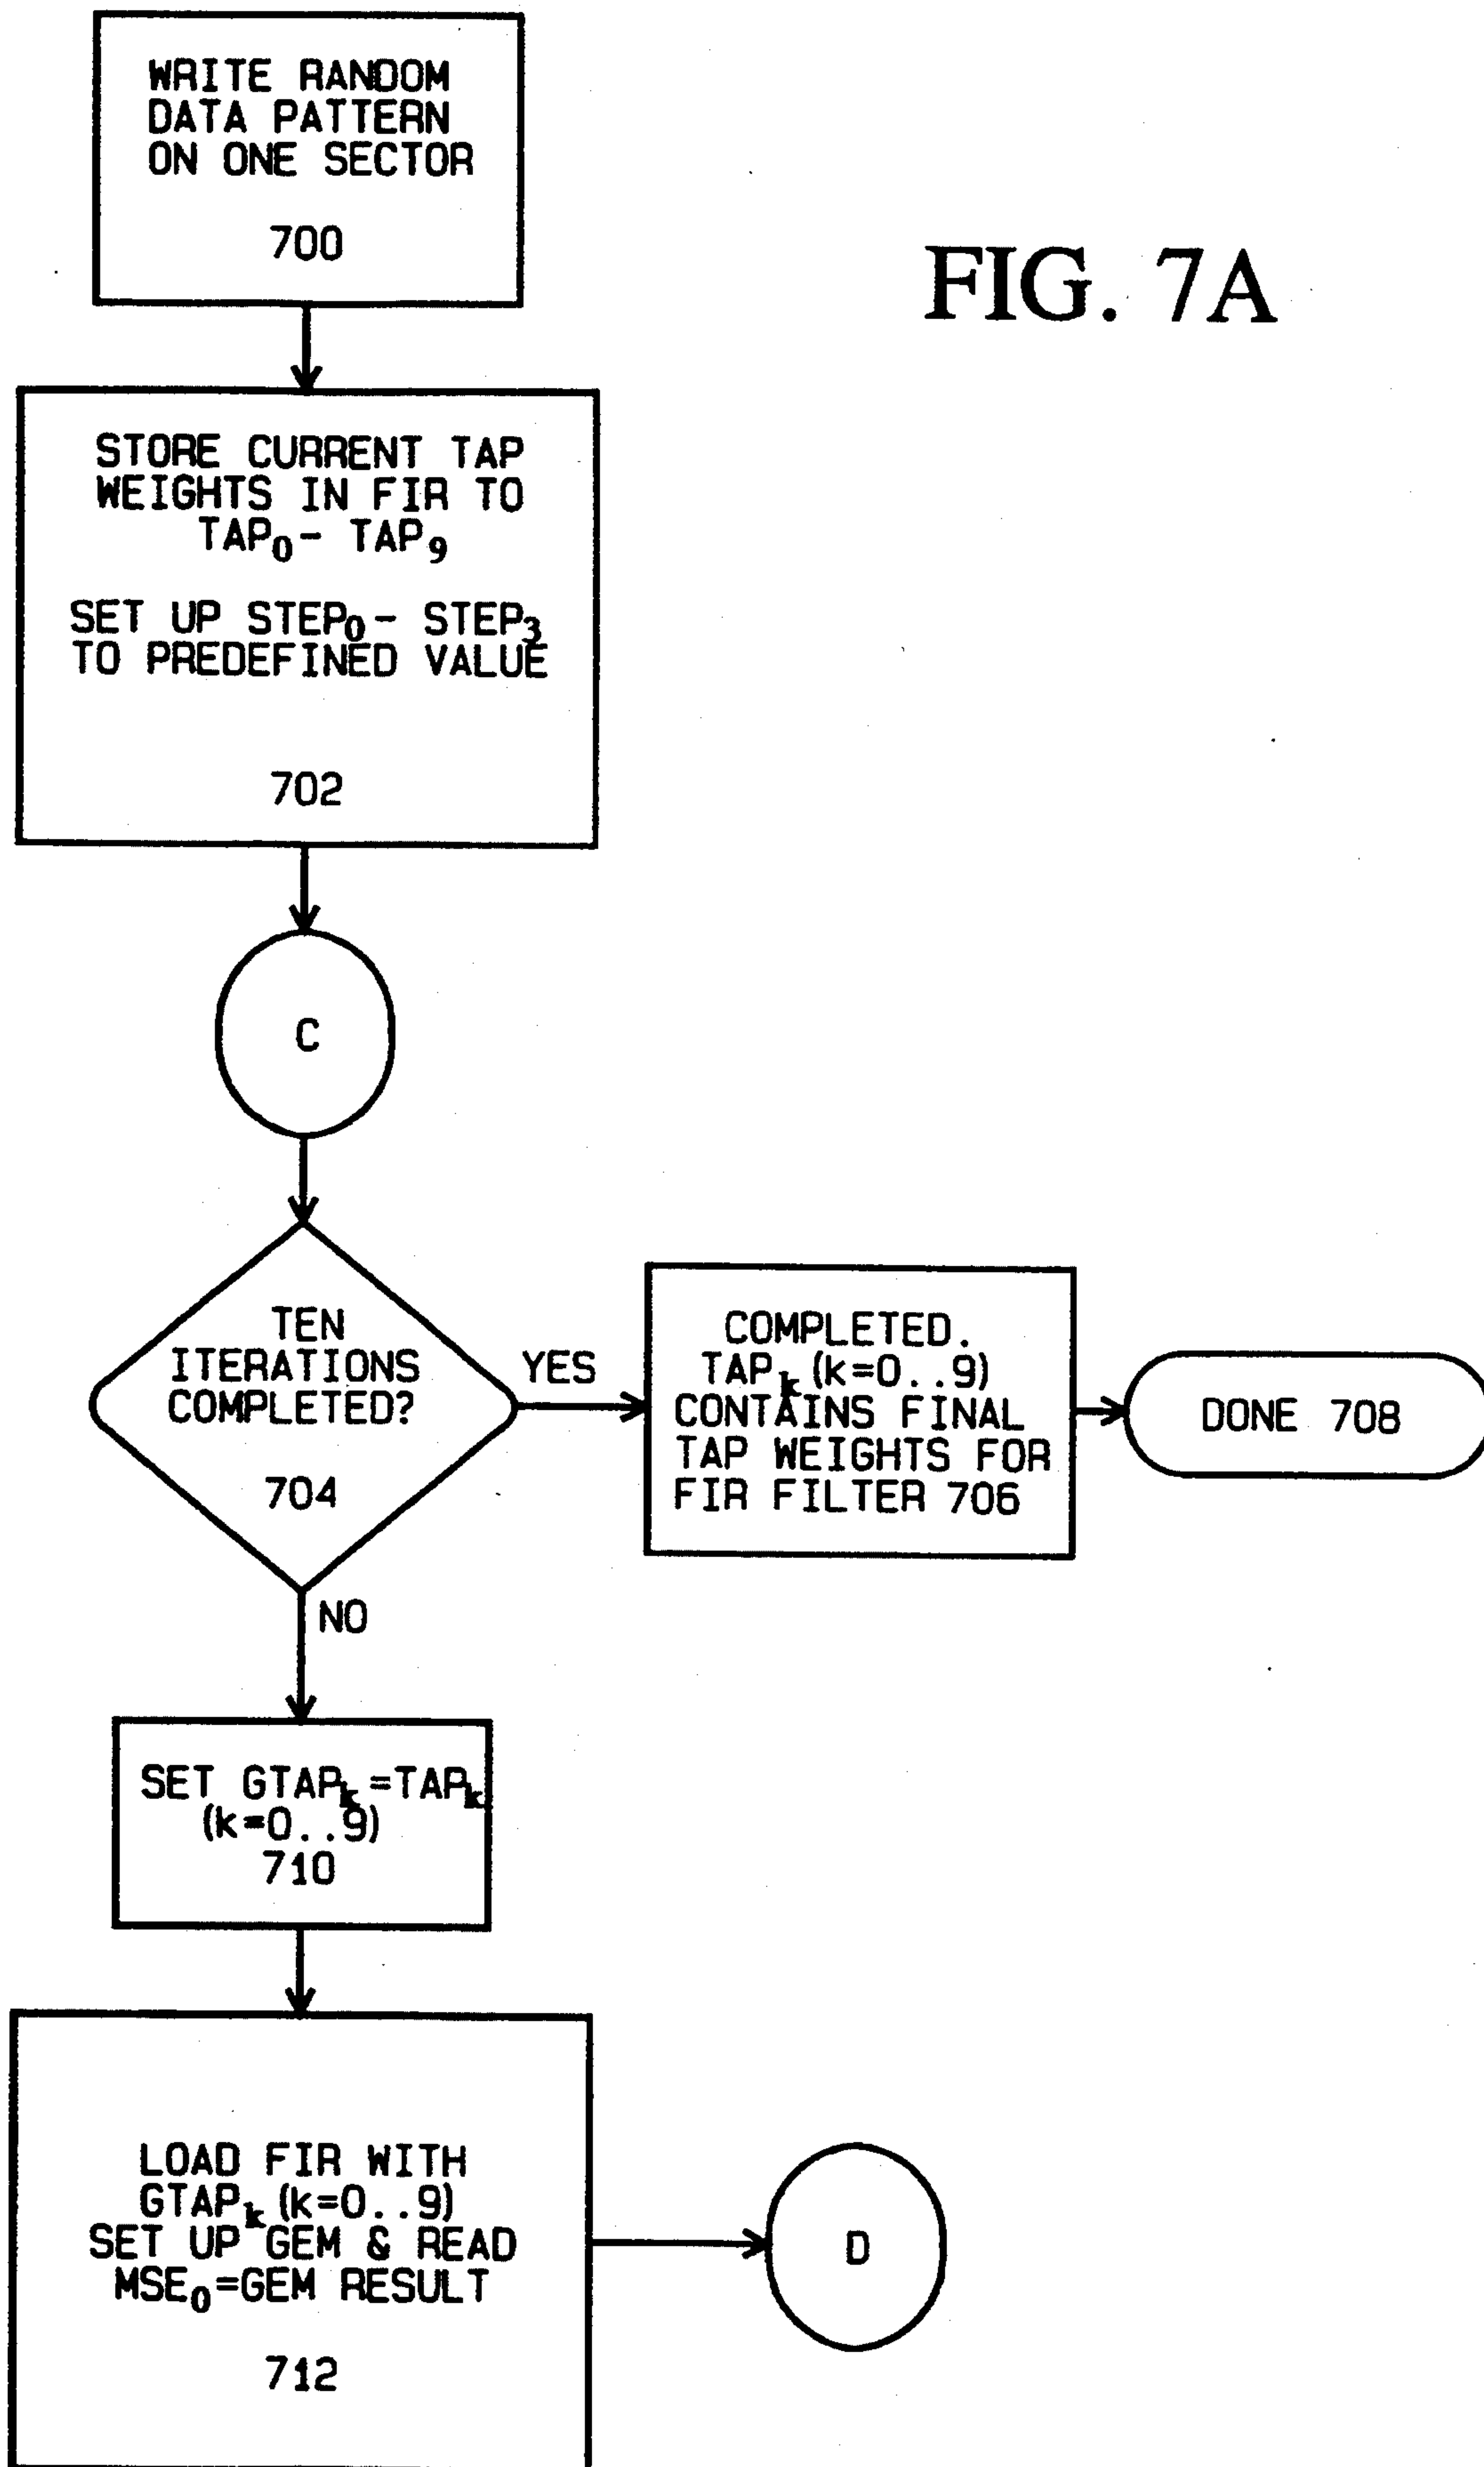 WRITE RANDOM
DATA PATTERN
ON ONE SECTOR
700
FIG. 7A
STORE CURRENT TAP
WEIGHTS IN FIR TO
TAP₀- TAP₉
SET UP STEP₀- STEP₃
TO PREDEFINED VALUE
702
C
TEN
ITERATIONS
COMPLETED?
704
YES
COMPLETED.
TAPₖ (k=0..9)
CONTAINS FINAL
TAP WEIGHTS FOR
FIR FILTER 706
DONE 708
NO
SET GTAPₖ=TAPₖ
(k=0..9)
710
LOAD FIR WITH
GTAPₖ (k=0..9)
SET UP GEM & READ
MSE₀=GEM RESULT
712
D